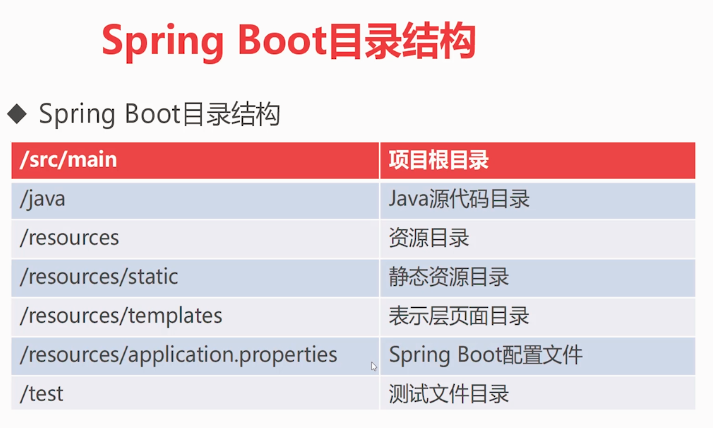 Spring Boot目录结构
◆ Spring Boot目录结构
/src/main 项目根目录
/java Java源代码目录
/resources 资源目录
/resources/static 静态资源目录
/resources/templates 表示层页面目录
/resources/application.properties Spring Boot配置文件
/test 测试文件目录